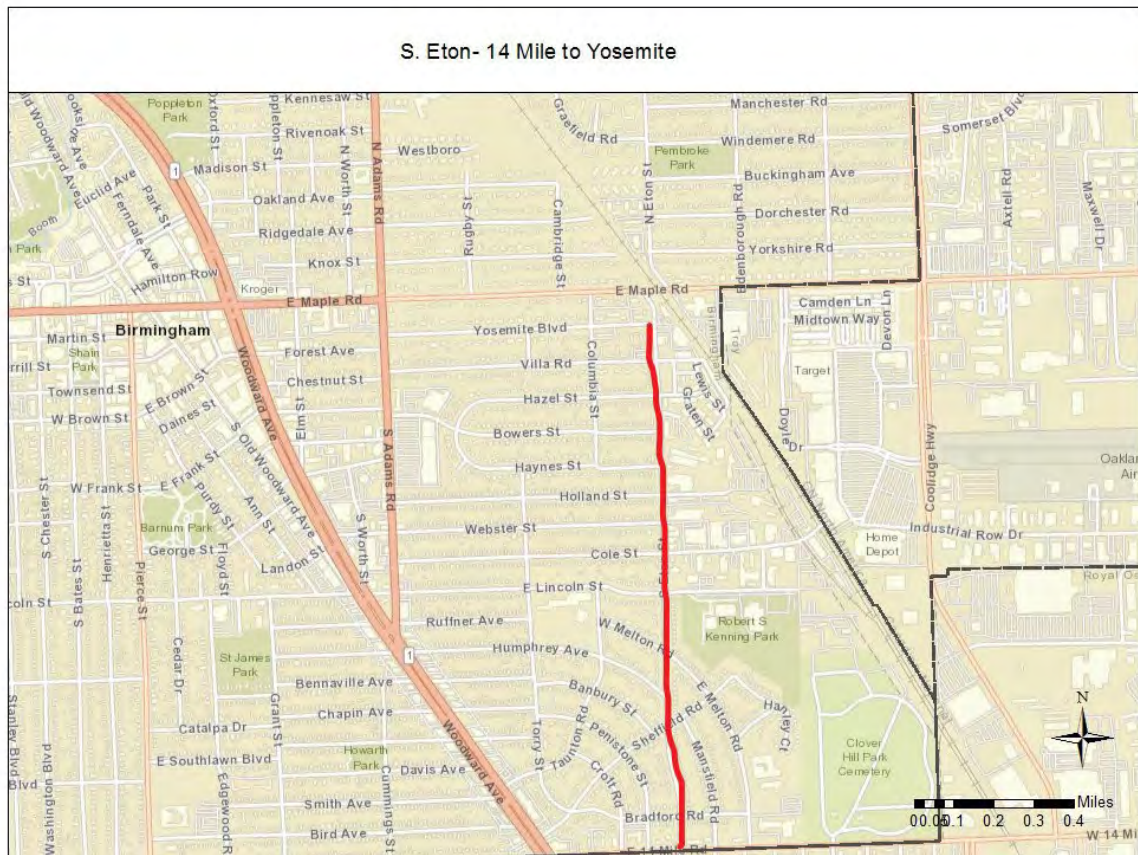 S. Eton- 14 Mile to Yosemite
Poppleton Park
Kennesaw St
Rivenoak St
Madison St
Westboro
Graefield Rd
Manchester Rd
Windemere Rd
Pembroke Park
Buckingham Ave
Somerset Blvd
Axtell Rd
Maxwell Dr
Euclid Ave
Park St
Ferndale Ave
Oakland Ave
Ridgedale Ave
Knox St
N Worth St
N Adams Rd
Rugby St
Cambridge St
N Eton St
Edenborough Rd
Dorchester Rd
Yorkshire Rd
1
Hamilton Row
Kroger
E Maple Rd
E Maple Rd
Birmingham
Martin St
Shain Park
Townsend St
W Brown St
E Brown St
Daines St
Woodward Ave
S Old Woodward Ave
Forest Ave
Chestnut St
Elm St
S Adams Rd
Yosemite Blvd
Villa Rd
Columbia St
Hazel St
Bowers St
Haynes St
Holland St
Webster St
Cole St
E Lincoln St
Lewis St
Graten St
Birmingham
Troy
Camden Ln
Midtown Way
Devon Ln
Target
Doyle Dr
Coolidge Hwy
Industrial Row Dr
Home Depot
W Frank St
E Frank St
Purdy St
Ann St
Barnum Park
George St
Floyd St
Landon St
S Worth St
S Chester St
Henrietta St
S Bates St
Pierce St
Cedar Dr
St James Park
Grant St
Ruffner Ave
Humphrey Ave
Bennaville Ave
Chapin Ave
Catalpa Dr
E Southlawn Blvd
Howarth Park
Davis Ave
Smith Ave
Bird Ave
Cummings St
Edgewood R
Stanley Blvd
Washington Blvd
1
Woodward Ave
Torry St
Taunton Rd
Banbury St
Penistone St
Sheffield Rd
Croft Rd
Bradford Rd
Mansfield Rd
W Melton Rd
E Melton Rd
Hanley Ct
Robert S Kenning Park
Clover Hill Park Cemetery
E 14 Mile Rd
W 14 Mi
N
Miles
0 0.05 0.1 0.2 0.3 0.4